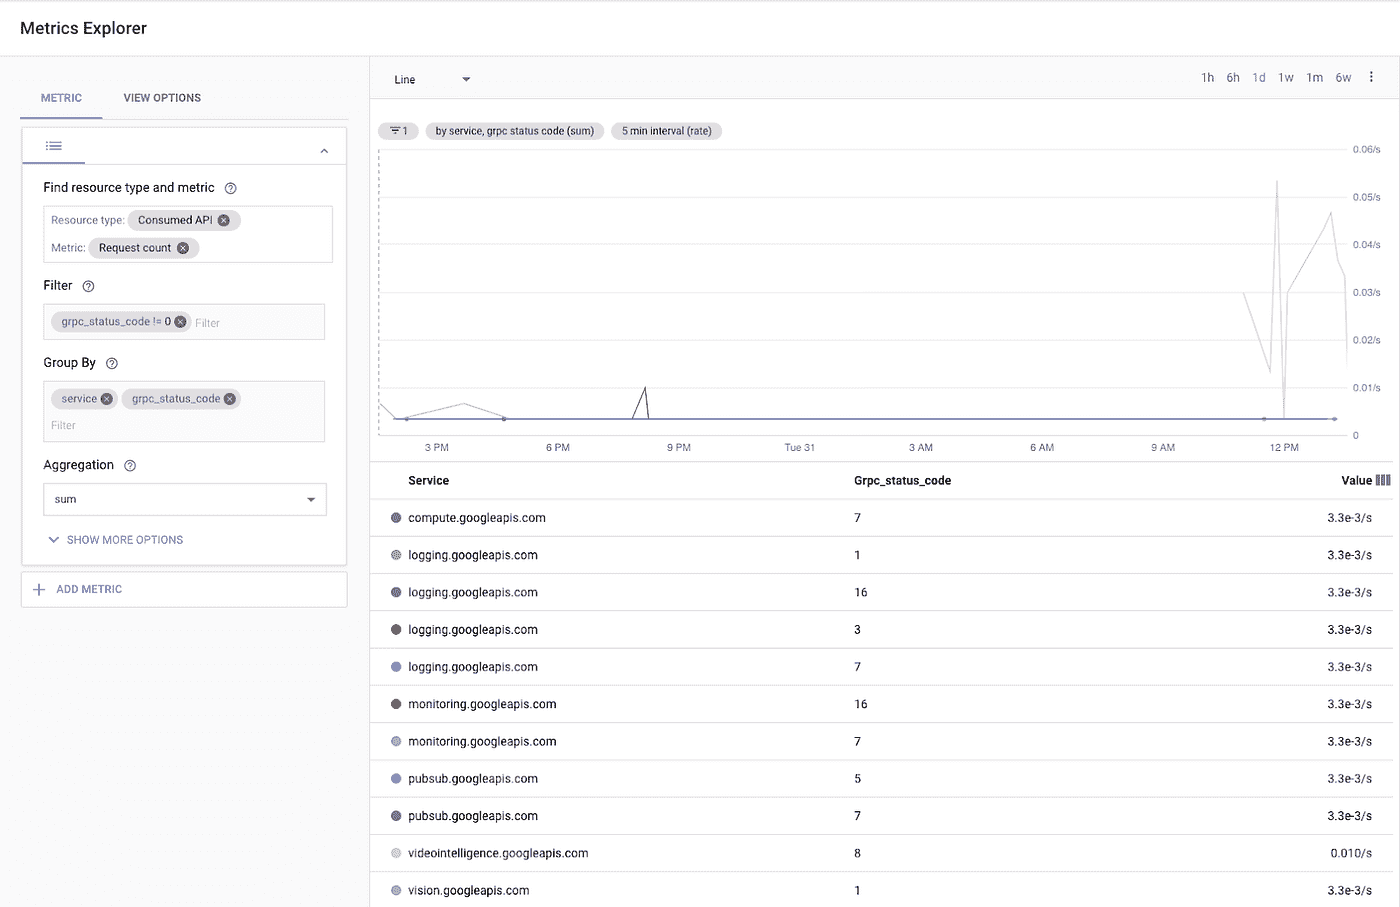 Metrics Explorer
METRIC VIEW OPTIONS
Find resource type and metric
Resource type: Consumed API
Metric: Request count
Filter
grpc_status_code != 0 Filter
Group By
service grpc_status_code
Filter
Aggregation
sum
SHOW MORE OPTIONS
ADD METRIC
Line 1h 6h 1d 1w 1m 6w
1 by service, grpc status code (sum) 5 min interval (rate)
0.06/s
0.05/s
0.04/s
0.03/s
0.02/s
0.01/s
0
3 PM 6 PM 9 PM Tue 31 3 AM 6 AM 9 AM 12 PM
Service Grpc_status_code Value
compute.googleapis.com 7 3.3e-3/s
logging.googleapis.com 1 3.3e-3/s
logging.googleapis.com 16 3.3e-3/s
logging.googleapis.com 3 3.3e-3/s
logging.googleapis.com 7 3.3e-3/s
monitoring.googleapis.com 16 3.3e-3/s
monitoring.googleapis.com 7 3.3e-3/s
pubsub.googleapis.com 5 3.3e-3/s
pubsub.googleapis.com 7 3.3e-3/s
videointelligence.googleapis.com 8 0.010/s
vision.googleapis.com 1 3.3e-3/s